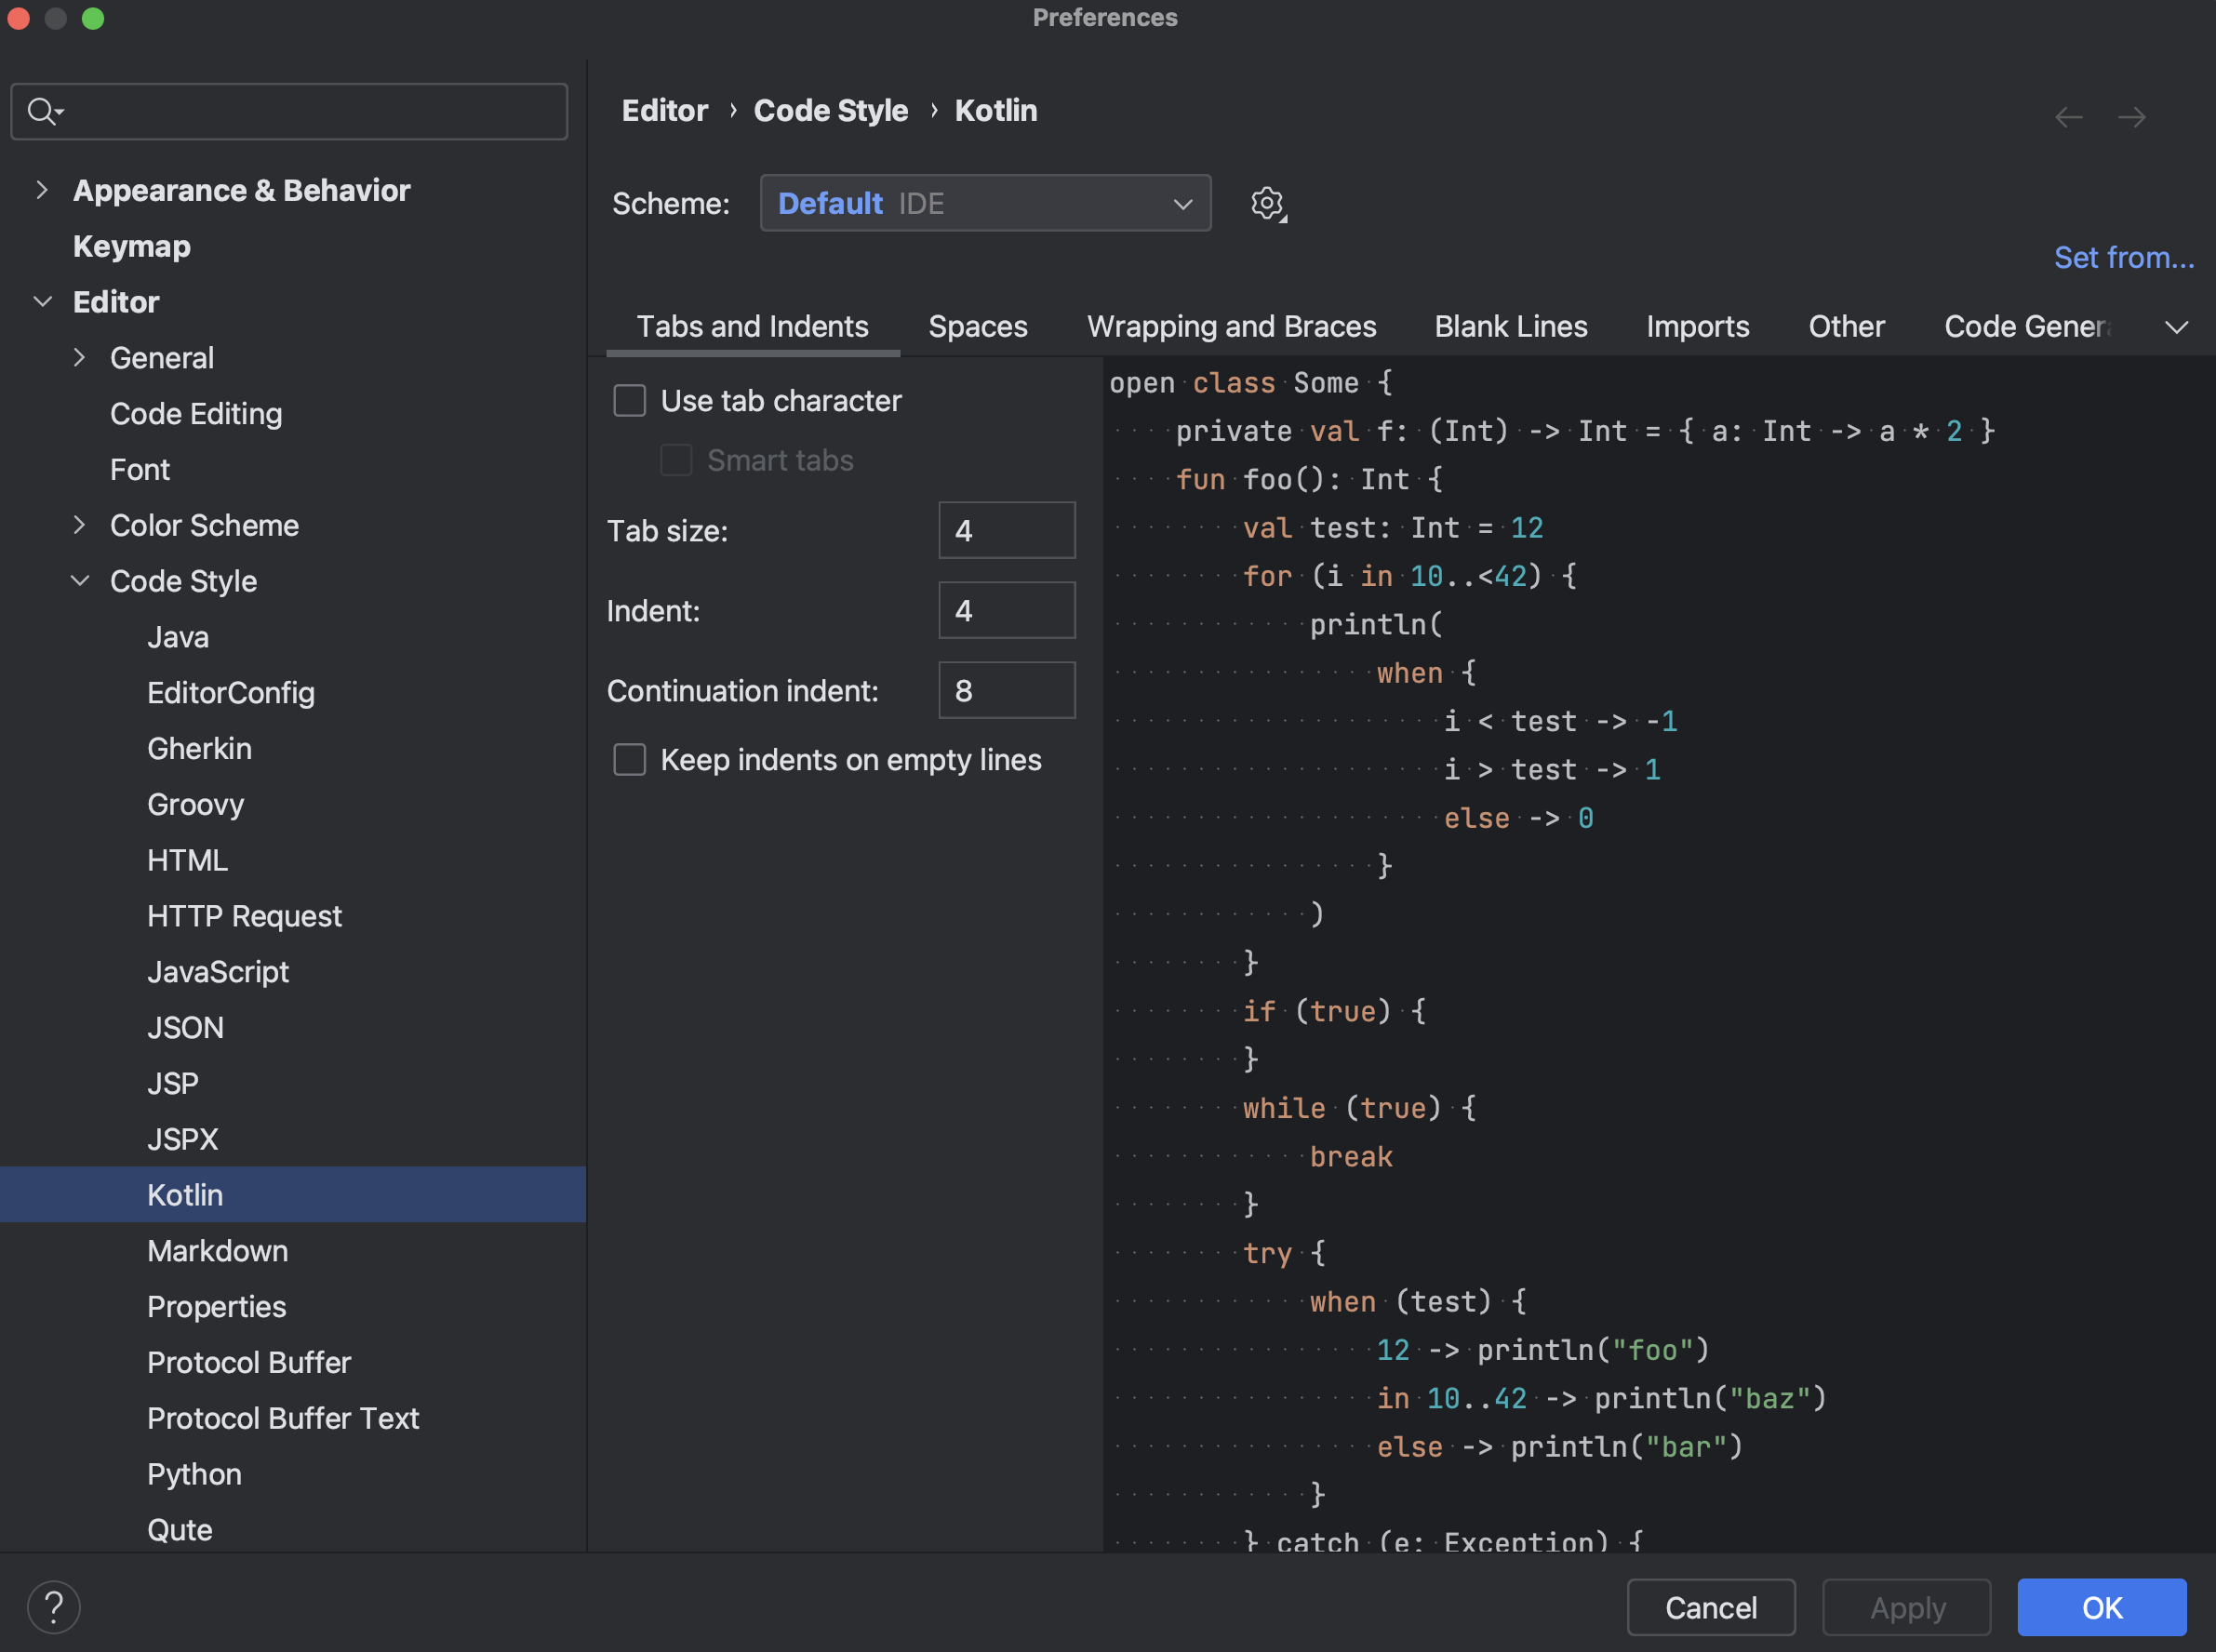 Preferences
Appearance & Behavior
Keymap
Editor
General
Code Editing
Font
Color Scheme
Code Style
Java
EditorConfig
Gherkin
Groovy
HTML
HTTP Request
JavaScript
JSON
JSP
JSPX
Kotlin
Markdown
Properties
Protocol Buffer
Protocol Buffer Text
Python
Qute
Editor › Code Style › Kotlin
Scheme: Default IDE
Set from...
Tabs and Indents Spaces Wrapping and Braces Blank Lines Imports Other Code Gener
Use tab character
Smart tabs
Tab size: 4
Indent: 4
Continuation indent: 8
Keep indents on empty lines
open class Some {
    private val f: (Int) -> Int = { a: Int -> a * 2 }
    fun foo(): Int {
        val test: Int = 12
        for (i in 10..<42) {
            println(
                when {
                    i < test -> -1
                    i > test -> 1
                    else -> 0
                }
            )
        }
        if (true) {
        }
        while (true) {
            break
        }
        try {
            when (test) {
                12 -> println("foo")
                in 10..42 -> println("baz")
                else -> println("bar")
            }
        } catch (e: Exception) {
?
Cancel Apply OK